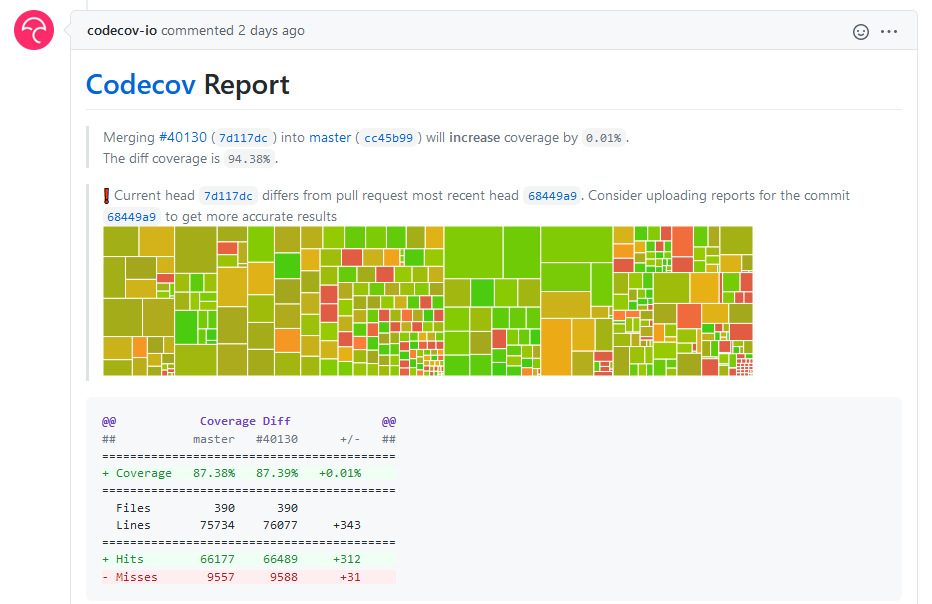 codecov-io commented 2 days ago
Codecov Report
Merging #40130 ( 7d117dc ) into master ( cc45b99 ) will increase coverage by 0.01% .
The diff coverage is 94.38% .
❗ Current head 7d117dc differs from pull request most recent head 68449a9 . Consider uploading reports for the commit
68449a9 to get more accurate results
@@ Coverage Diff @@
## master #40130 +/- ##
==========================================
+ Coverage 87.38% 87.39% +0.01%
==========================================
Files 390 390
Lines 75734 76077 +343
==========================================
+ Hits 66177 66489 +312
- Misses 9557 9588 +31